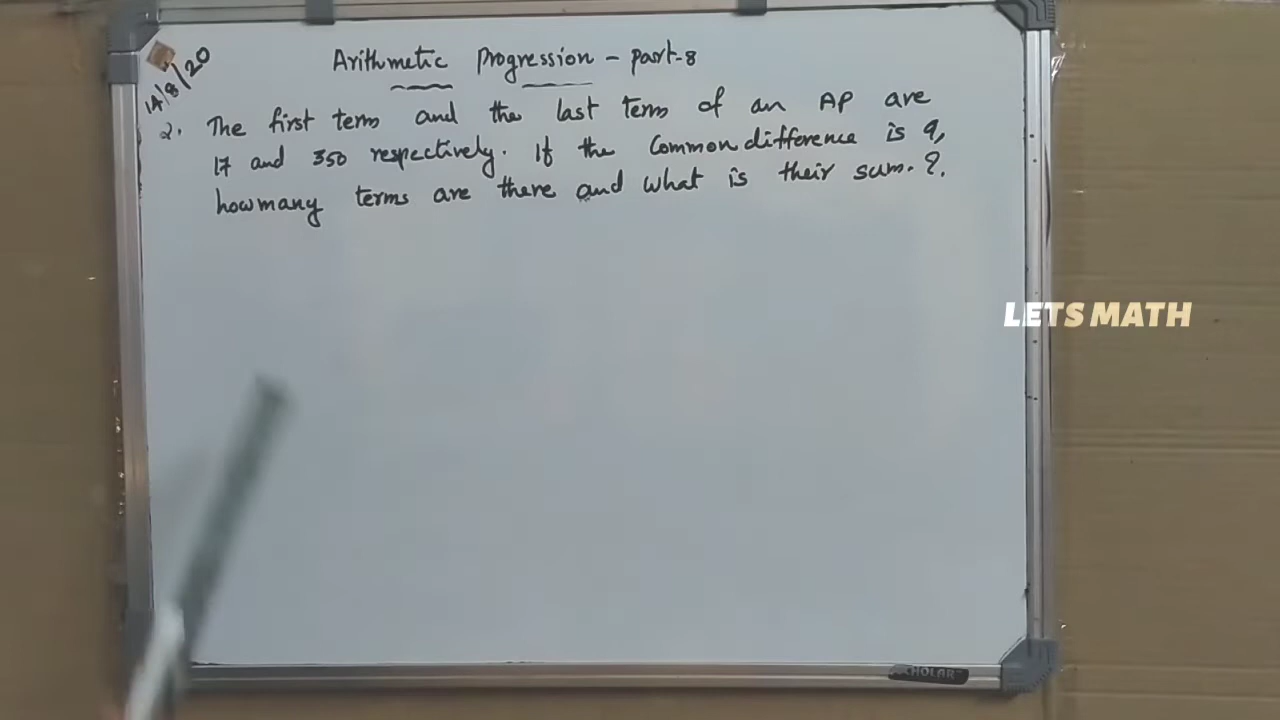 14/8/20
Arithmetic Progression - part-8
2. The first term and the last term of an AP are
17 and 350 respectively. If the Common difference is 9,
howmany terms are there and what is their sum.?.
LETS MATH
SCHOLAR